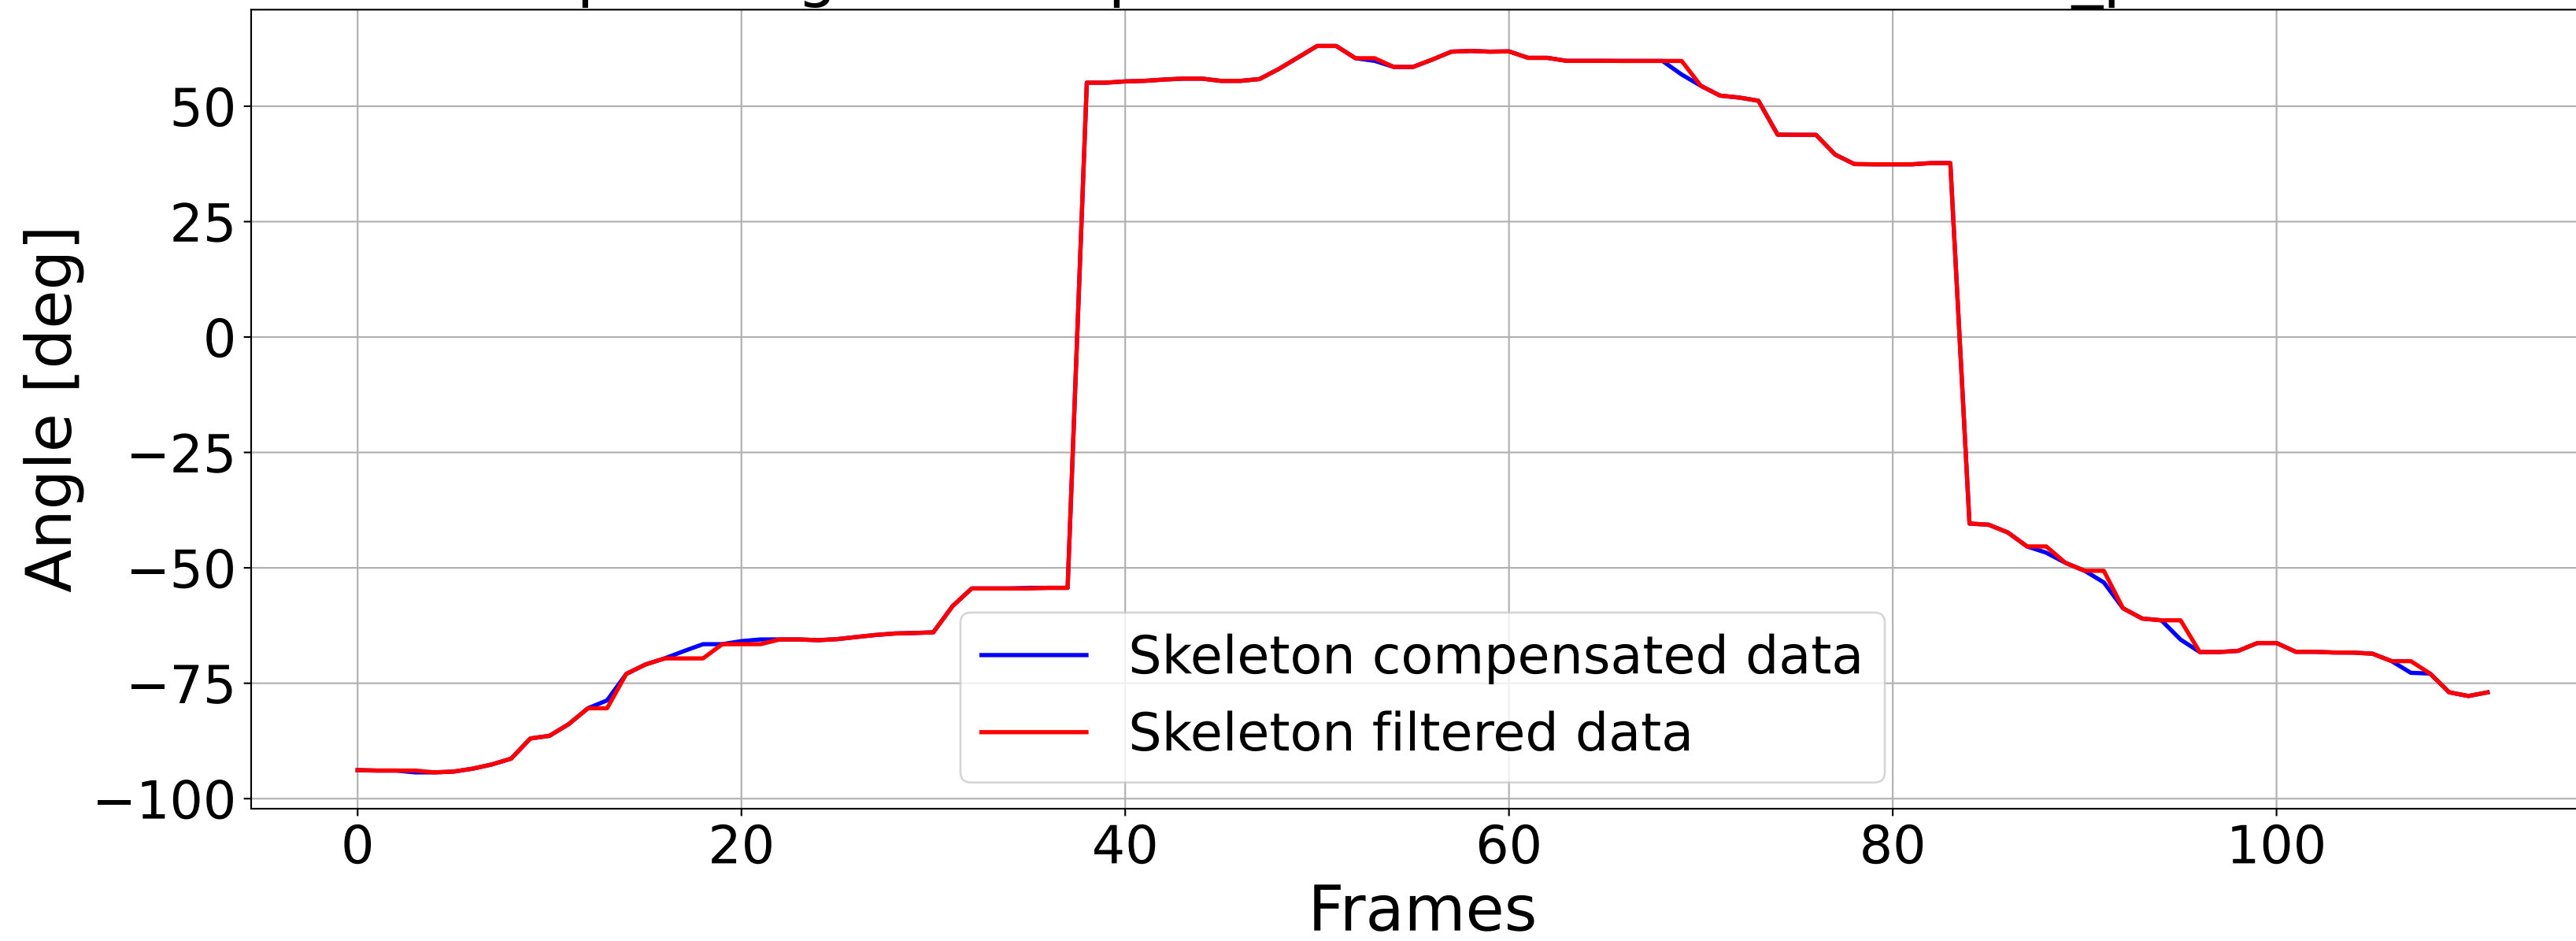 Angle [deg]
50
25
0
−25
−50
−75
−100
Skeleton compensated data
Skeleton filtered data
0 20 40 60 80 100
Frames